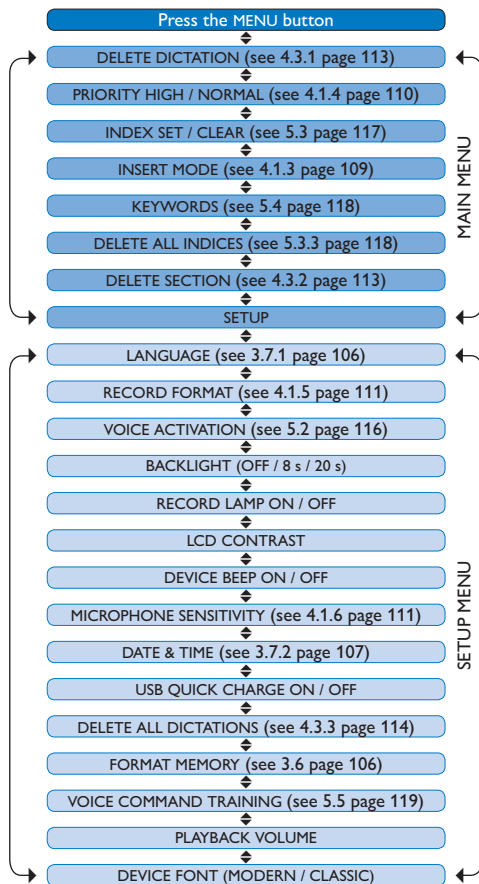 Press the MENU button
DELETE DICTATION (see 4.3.1 page 113)
PRIORITY HIGH / NORMAL (see 4.1.4 page 110)
INDEX SET / CLEAR (see 5.3 page 117)
INSERT MODE (see 4.1.3 page 109)
KEYWORDS (see 5.4 page 118)
DELETE ALL INDICES (see 5.3.3 page 118)
DELETE SECTION (see 4.3.2 page 113)
SETUP
MAIN MENU
LANGUAGE (see 3.7.1 page 106)
RECORD FORMAT (see 4.1.5 page 111)
VOICE ACTIVATION (see 5.2 page 116)
BACKLIGHT (OFF / 8 s / 20 s)
RECORD LAMP ON / OFF
LCD CONTRAST
DEVICE BEEP ON / OFF
MICROPHONE SENSITIVITY (see 4.1.6 page 111)
DATE & TIME (see 3.7.2 page 107)
USB QUICK CHARGE ON / OFF
DELETE ALL DICTATIONS (see 4.3.3 page 114)
FORMAT MEMORY (see 3.6 page 106)
VOICE COMMAND TRAINING (see 5.5 page 119)
PLAYBACK VOLUME
DEVICE FONT (MODERN / CLASSIC)
SETUP MENU